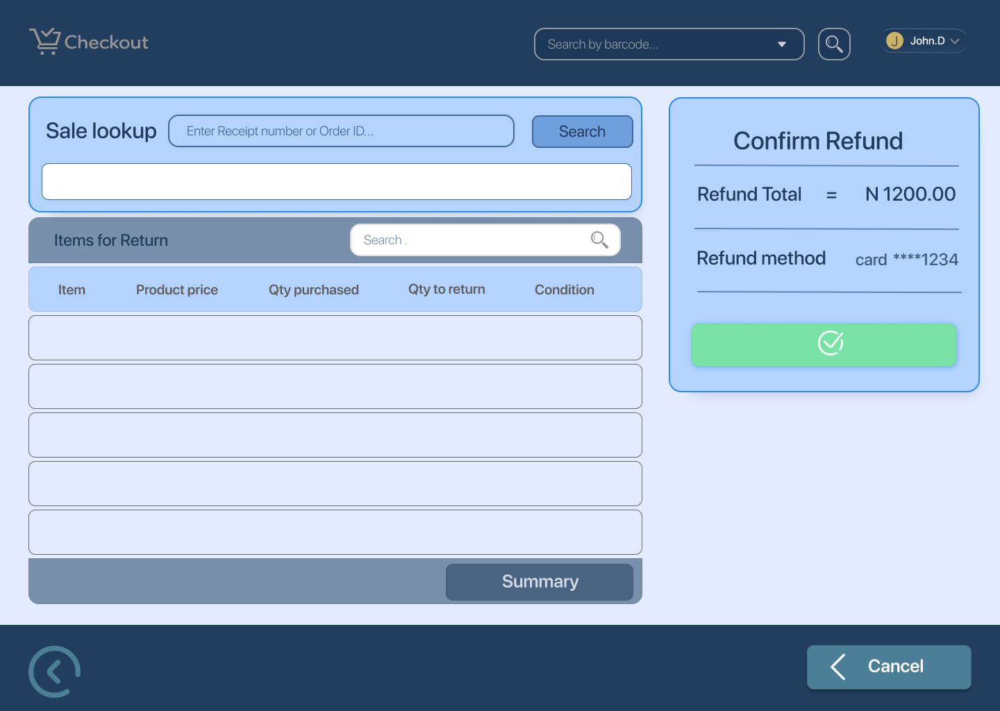 Checkout
Search by barcode...
J
John.D
Sale lookup
Enter Receipt number or Order ID...
Search
Items for Return
Search .
Item Product price Qty purchased Qty to return Condition
Summary
Confirm Refund
Refund Total = N 1200.00
Refund method card ****1234
Cancel